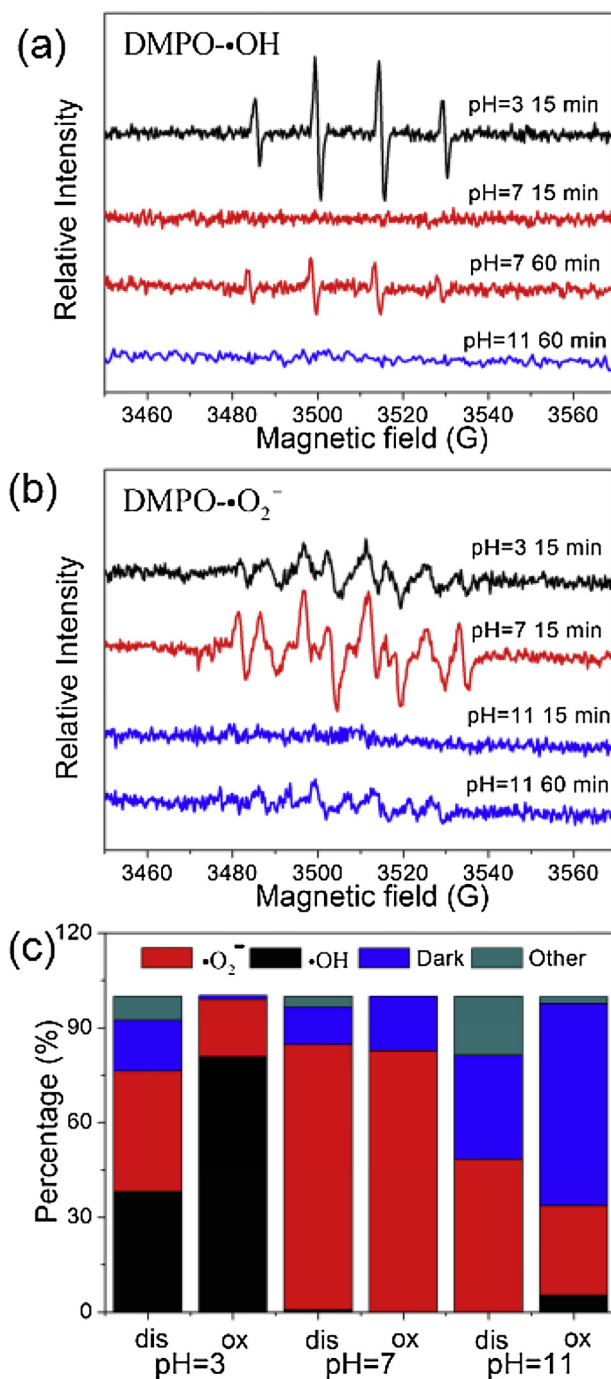 (a)
DMPO-•OH
pH=3 15 min
pH=7 15 min
pH=7 60 min
pH=11 60 min
Relative Intensity
3460 3480 3500 3520 3540 3560
Magnetic field (G)
(b)
DMPO-•O₂⁻
pH=3 15 min
pH=7 15 min
pH=11 15 min
pH=11 60 min
Relative Intensity
3460 3480 3500 3520 3540 3560
Magnetic field (G)
(c)
•O₂⁻ •OH Dark Other
120
90
60
30
0
Percentage (%)
dis ox dis ox dis ox
pH=3 pH=7 pH=11